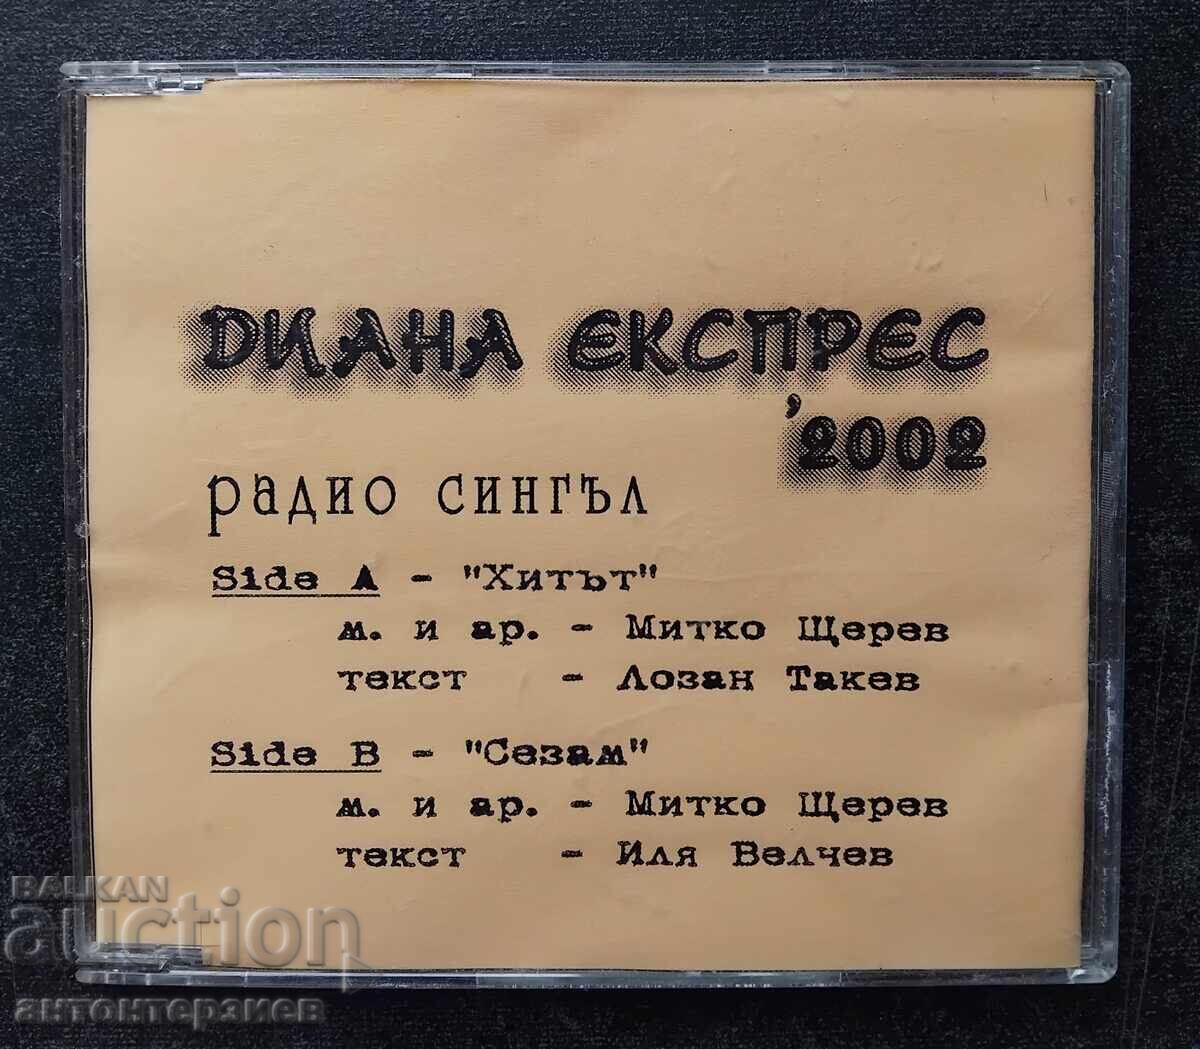 ДИАНА ЕКСПРЕС
'2002
радио сингъл
Side A - "Хитът"
м. и ар. - Митко Щерев
текст - Лозан Такев
Side B - "Сезам"
м. и ар. - Митко Щерев
текст - Иля Велчев
BALKAN
auction
антонтерзиев